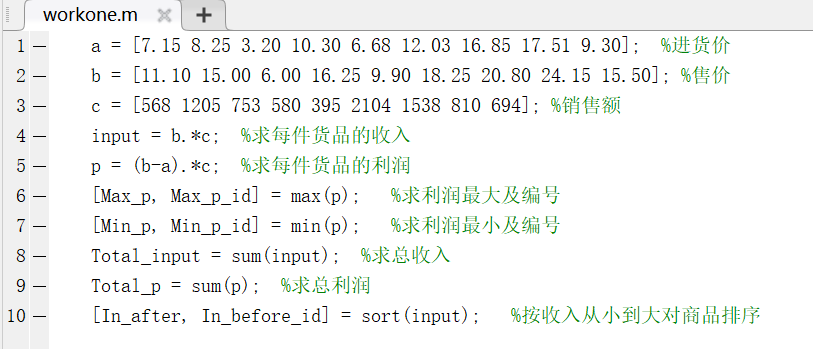 workone.m
1 a = [7.15 8.25 3.20 10.30 6.68 12.03 16.85 17.51 9.30]; %进货价
2 b = [11.10 15.00 6.00 16.25 9.90 18.25 20.80 24.15 15.50]; %售价
3 c = [568 1205 753 580 395 2104 1538 810 694]; %销售额
4 input = b.*c; %求每件货品的收入
5 p = (b-a).*c; %求每件货品的利润
6 [Max_p, Max_p_id] = max(p); %求利润最大及编号
7 [Min_p, Min_p_id] = min(p); %求利润最小及编号
8 Total_input = sum(input); %求总收入
9 Total_p = sum(p); %求总利润
10 [In_after, In_before_id] = sort(input); %按收入从小到大对商品排序